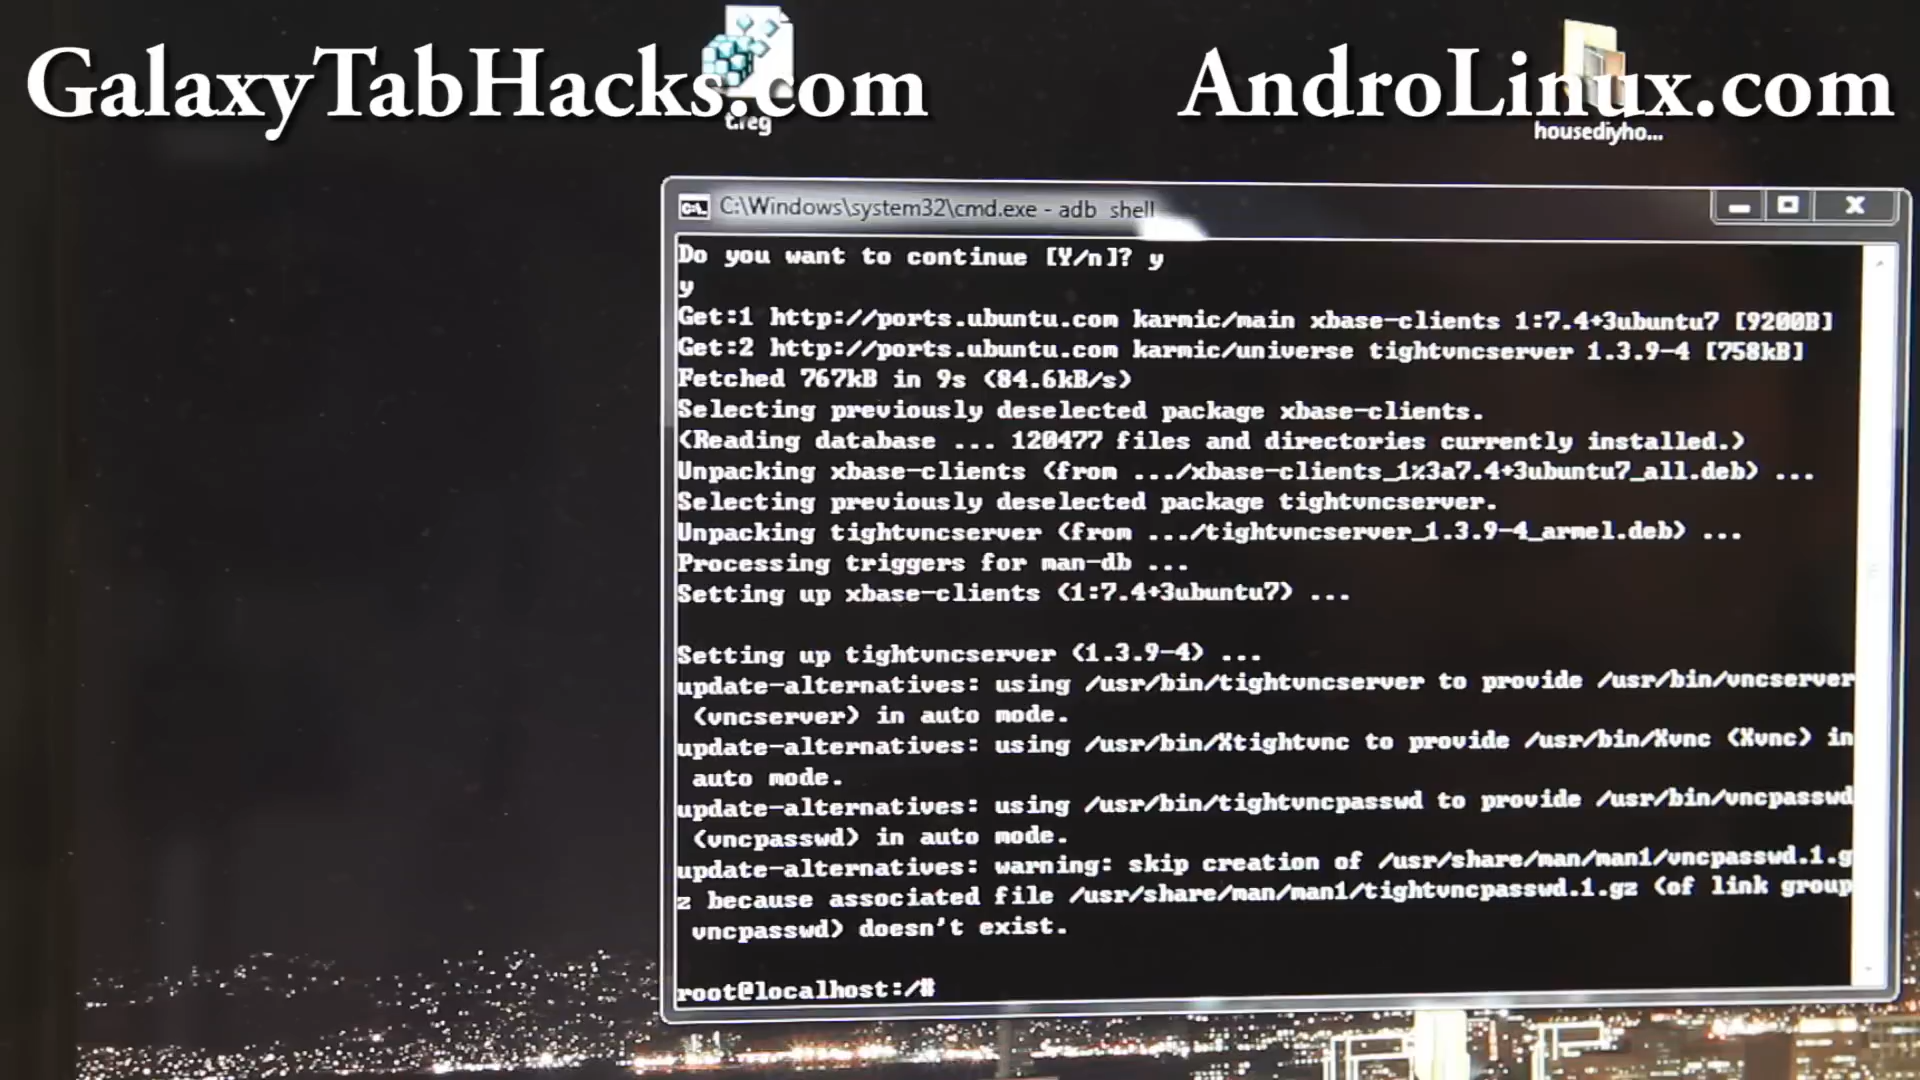 GalaxyTabHacks.com
AndroLinux.com
t.reg
housediyho...
C:\Windows\system32\cmd.exe - adb shell
Do you want to continue [Y/n]? y
y
Get:1 http://ports.ubuntu.com karmic/main xbase-clients 1:7.4+3ubuntu7 [9200B]
Get:2 http://ports.ubuntu.com karmic/universe tightvncserver 1.3.9-4 [758kB]
Fetched 767kB in 9s (84.6kB/s)
Selecting previously deselected package xbase-clients.
(Reading database ... 120477 files and directories currently installed.)
Unpacking xbase-clients (from .../xbase-clients_1%3a7.4+3ubuntu7_all.deb) ...
Selecting previously deselected package tightvncserver.
Unpacking tightvncserver (from .../tightvncserver_1.3.9-4_armel.deb) ...
Processing triggers for man-db ...
Setting up xbase-clients (1:7.4+3ubuntu7) ...
Setting up tightvncserver (1.3.9-4) ...
update-alternatives: using /usr/bin/tightvncserver to provide /usr/bin/vncserver
(vncserver) in auto mode.
update-alternatives: using /usr/bin/Xtightvnc to provide /usr/bin/Xvnc (Xvnc) in
auto mode.
update-alternatives: using /usr/bin/tightvncpasswd to provide /usr/bin/vncpasswd
(vncpasswd) in auto mode.
update-alternatives: warning: skip creation of /usr/share/man/man1/vncpasswd.1.g
z because associated file /usr/share/man/man1/tightvncpasswd.1.gz (of link group
vncpasswd) doesn't exist.
root@localhost:/#